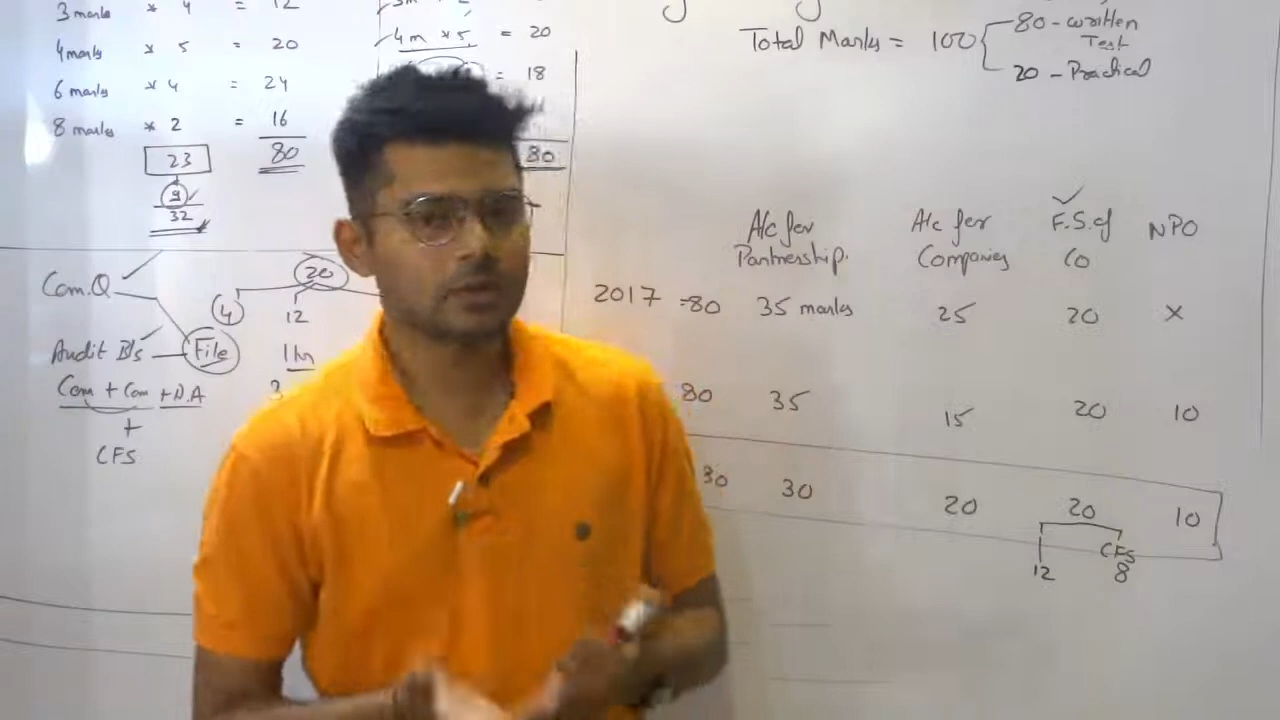 3 marks * 4 = 12
4 marks * 5 = 20
6 marks * 4 = 24
8 marks * 2 = 16
23 80
9
32
4m * 5 = 20
= 18
80
Total Marks = 100
80 - written
Test
20 - Practical
Com.Q
Audit B/s
File
Com + Com + D.A
+
CFS
20
4
12
1 hr
3
A/c for
Partnership.
A/c for
Companies
F.S. of
Co
NPO
2017 = 80 35 marks 25 20 x
80 35 15 20 10
30 20 20 10
12
CFS
8